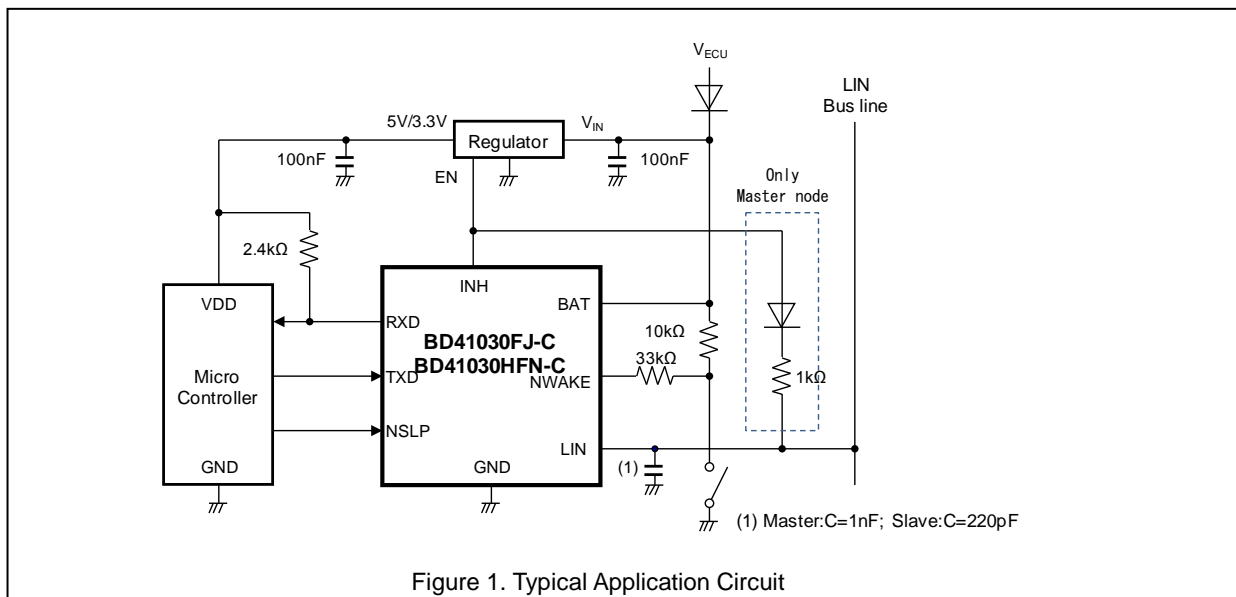 V_ECU
LIN
Bus line
5V/3.3V
Regulator
V_IN
100nF
100nF
EN
Only
Master node
2.4kΩ
INH
VDD
BAT
RXD
BD41030FJ-C
BD41030HFN-C
10kΩ
33kΩ
1kΩ
Micro
Controller
TXD
NWAKE
NSLP
LIN
GND
GND
(1)
(1) Master:C=1nF; Slave:C=220pF
Figure 1. Typical Application Circuit